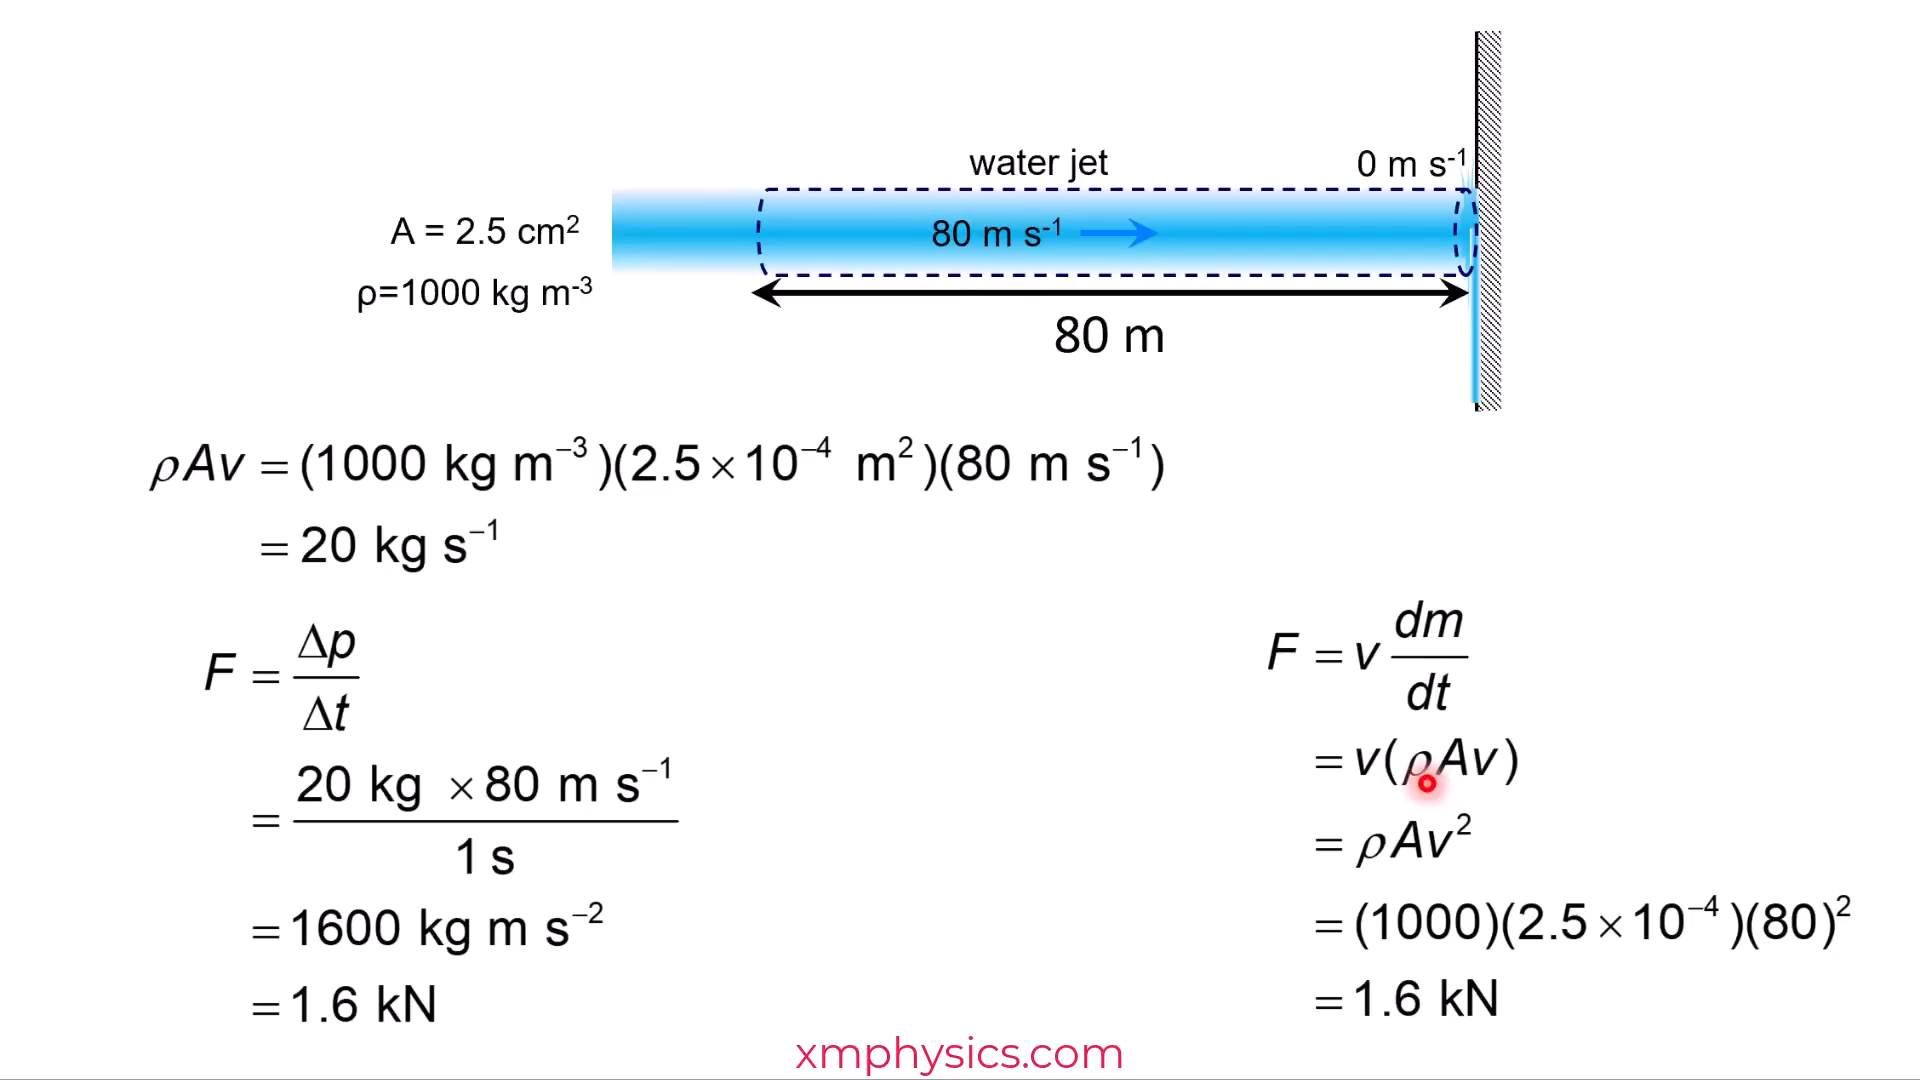 water jet
0 m s⁻¹
A = 2.5 cm²
80 m s⁻¹
ρ=1000 kg m⁻³
80 m
ρAv = (1000 kg m⁻³)(2.5×10⁻⁴ m²)(80 m s⁻¹)
= 20 kg s⁻¹
F = Δp/Δt
= 20 kg × 80 m s⁻¹ / 1 s
= 1600 kg m s⁻²
= 1.6 kN
F = v dm/dt
= v(ρAv)
= ρAv²
= (1000)(2.5×10⁻⁴)(80)²
= 1.6 kN
xmphysics.com